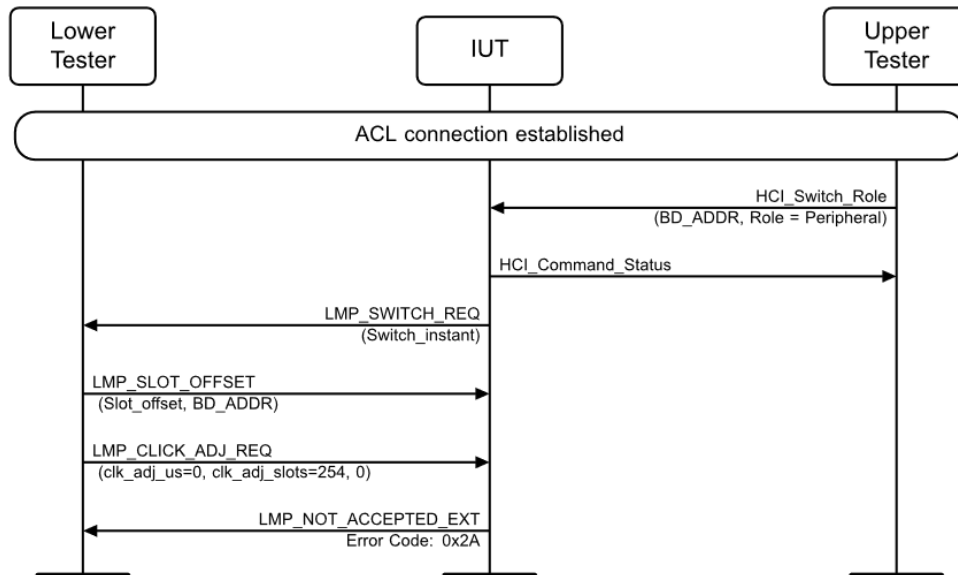 Lower
Tester
IUT
Upper
Tester
ACL connection established
HCI_Switch_Role
(BD_ADDR, Role = Peripheral)
HCI_Command_Status
LMP_SWITCH_REQ
(Switch_instant)
LMP_SLOT_OFFSET
(Slot_offset, BD_ADDR)
LMP_CLICK_ADJ_REQ
(clk_adj_us=0, clk_adj_slots=254, 0)
LMP_NOT_ACCEPTED_EXT
Error Code: 0x2A